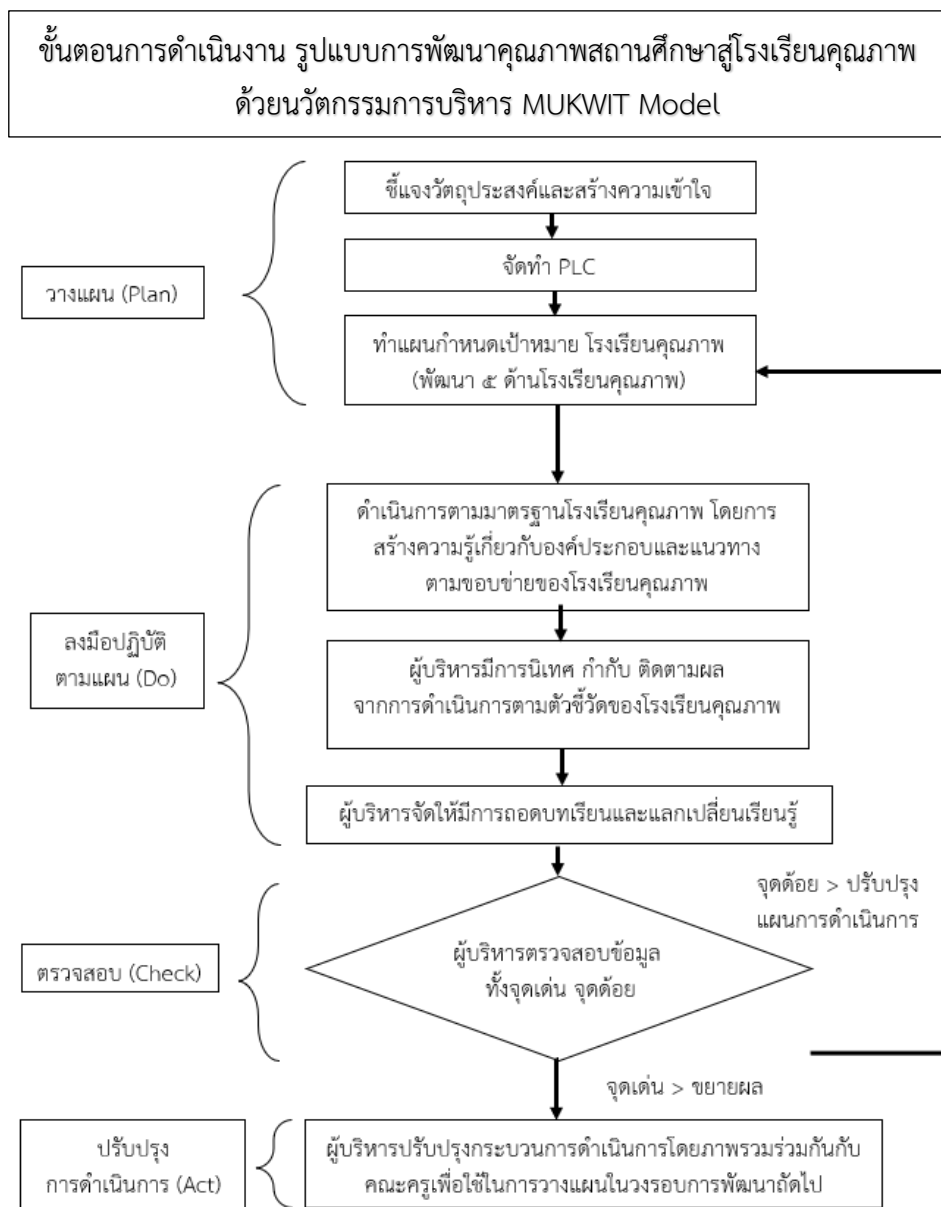 ขั้นตอนการดำเนินงาน รูปแบบการพัฒนาคุณภาพสถานศึกษาสู่โรงเรียนคุณภาพ
ด้วยนวัตกรรมการบริหาร MUKWIT Model
วางแผน (Plan)
ชี้แจงวัตถุประสงค์และสร้างความเข้าใจ
จัดทำ PLC
ทำแผนกำหนดเป้าหมาย โรงเรียนคุณภาพ
(พัฒนา ๕ ด้านโรงเรียนคุณภาพ)
ลงมือปฏิบัติ
ตามแผน (Do)
ดำเนินการตามมาตรฐานโรงเรียนคุณภาพ โดยการ
สร้างความรู้เกี่ยวกับองค์ประกอบและแนวทาง
ตามขอบข่ายของโรงเรียนคุณภาพ
ผู้บริหารมีการนิเทศ กำกับ ติดตามผล
จากการดำเนินการตามตัวชี้วัดของโรงเรียนคุณภาพ
ผู้บริหารจัดให้มีการถอดบทเรียนและแลกเปลี่ยนเรียนรู้
ตรวจสอบ (Check)
ผู้บริหารตรวจสอบข้อมูล
ทั้งจุดเด่น จุดด้อย
จุดด้อย > ปรับปรุง
แผนการดำเนินการ
จุดเด่น > ขยายผล
ปรับปรุง
การดำเนินการ (Act)
ผู้บริหารปรับปรุงกระบวนการดำเนินการโดยภาพรวมร่วมกันกับ
คณะครูเพื่อใช้ในการวางแผนในวงรอบการพัฒนาถัดไป